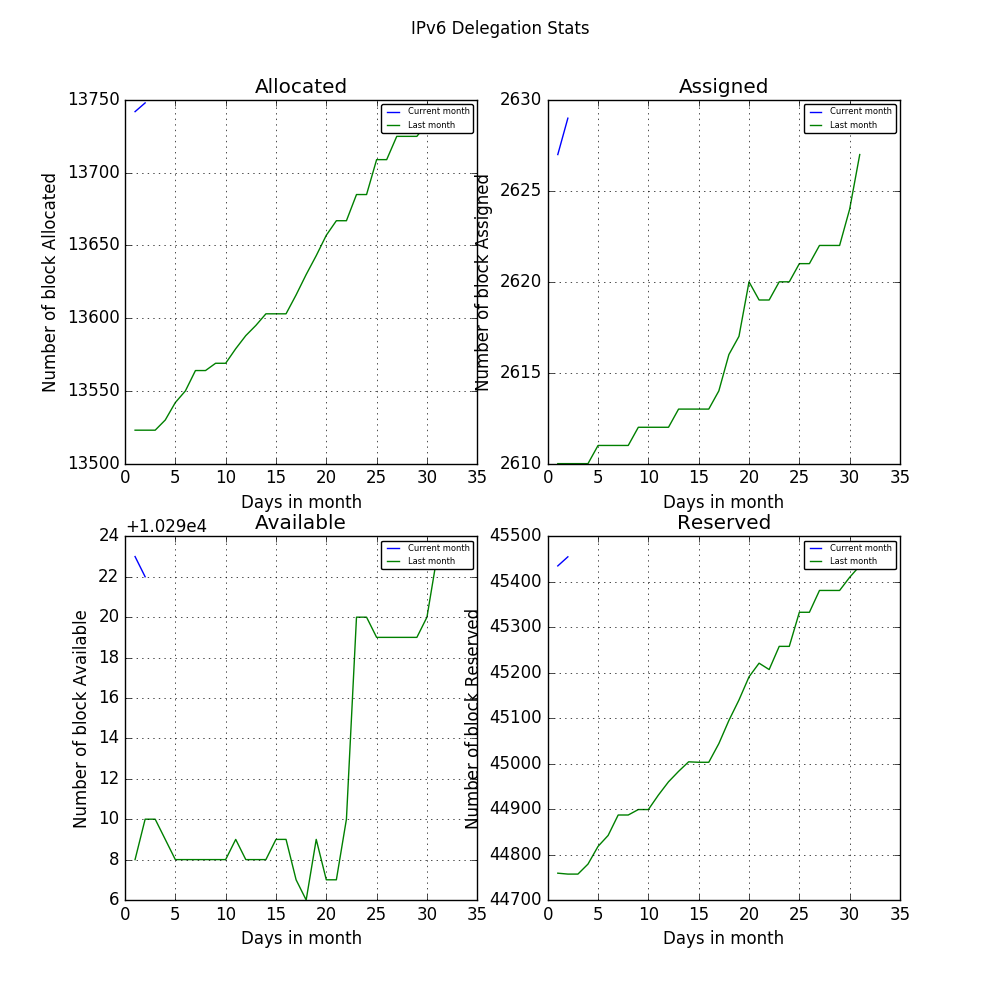 IPv6 Delegation Stats
Allocated
Number of block Allocated
13750
13700
13650
13600
13550
13500
0 5 10 15 20 25 30 35
Days in month
Current month
Last month
Assigned
Number of block Assigned
2630
2625
2620
2615
2610
0 5 10 15 20 25 30 35
Days in month
Current month
Last month
Available
+1.029e4
Number of block Available
24
22
20
18
16
14
12
10
8
6
0 5 10 15 20 25 30 35
Days in month
Current month
Last month
Reserved
Number of block Reserved
45500
45400
45300
45200
45100
45000
44900
44800
44700
0 5 10 15 20 25 30 35
Days in month
Current month
Last month